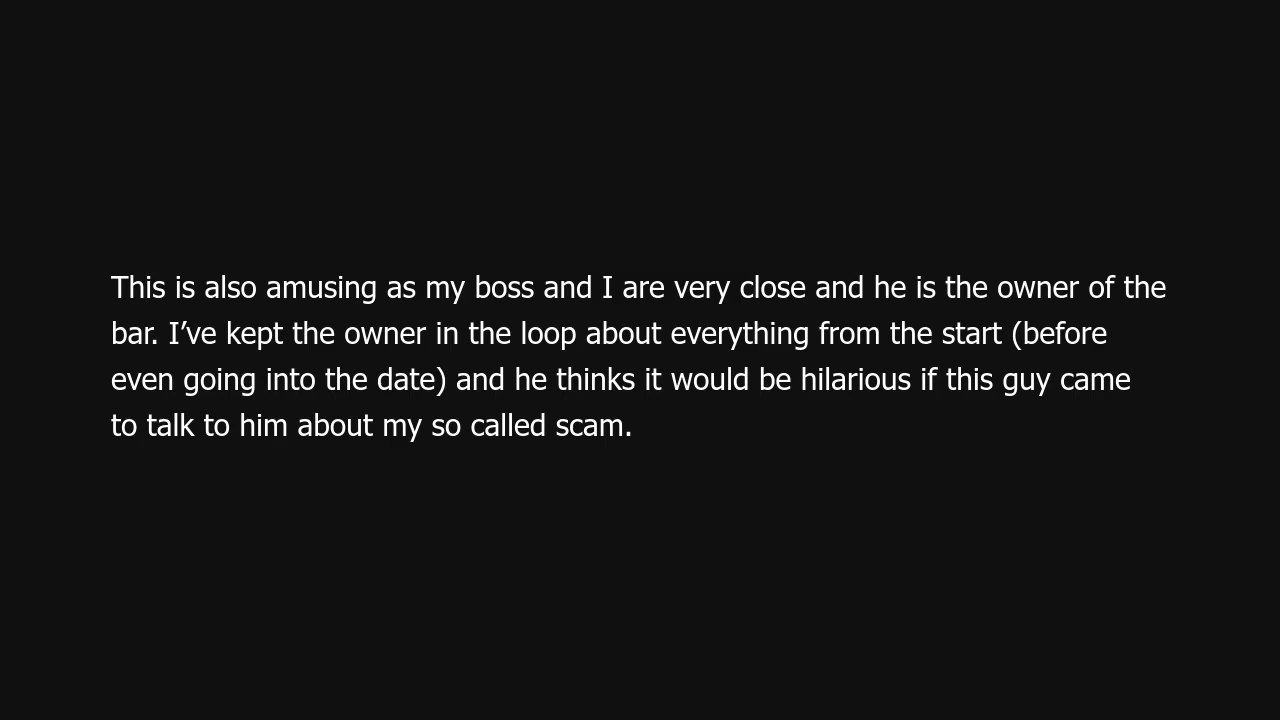 This is also amusing as my boss and I are very close and he is the owner of the
bar. I’ve kept the owner in the loop about everything from the start (before
even going into the date) and he thinks it would be hilarious if this guy came
to talk to him about my so called scam.